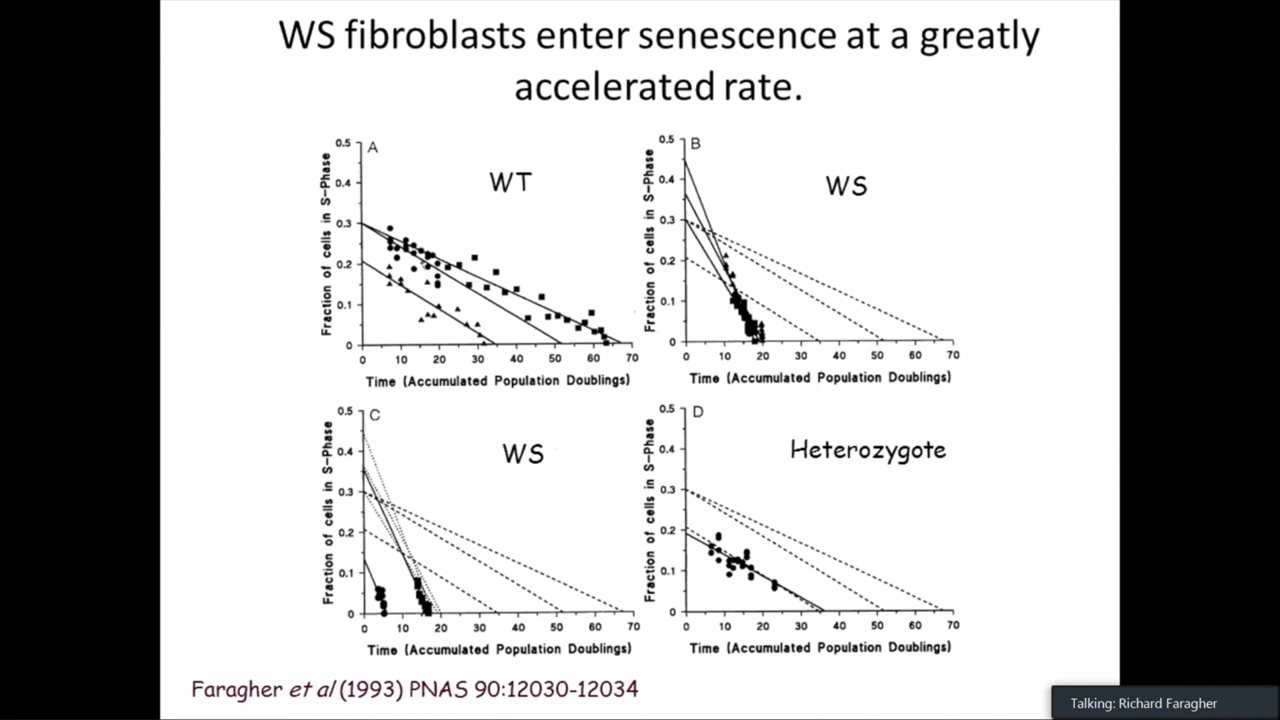 WS fibroblasts enter senescence at a greatly
accelerated rate.
A
WT
Fraction of cells in S-Phase
0.5
0.4
0.3
0.2
0.1
0
0 10 20 30 40 50 60 70
Time (Accumulated Population Doublings)
B
WS
Fraction of cells in S-Phase
0.5
0.4
0.3
0.2
0.1
0
0 10 20 30 40 50 60 70
Time (Accumulated Population Doublings)
C
WS
Fraction of cells in S-Phase
0.5
0.4
0.3
0.2
0.1
0
0 10 20 30 40 50 60 70
Time (Accumulated Population Doublings)
D
Heterozygote
Fraction of cells in S-Phase
0.5
0.4
0.3
0.2
0.1
0
0 10 20 30 40 50 60 70
Time (Accumulated Population Doublings)
Faragher et al (1993) PNAS 90:12030-12034
Talking: Richard Faragher